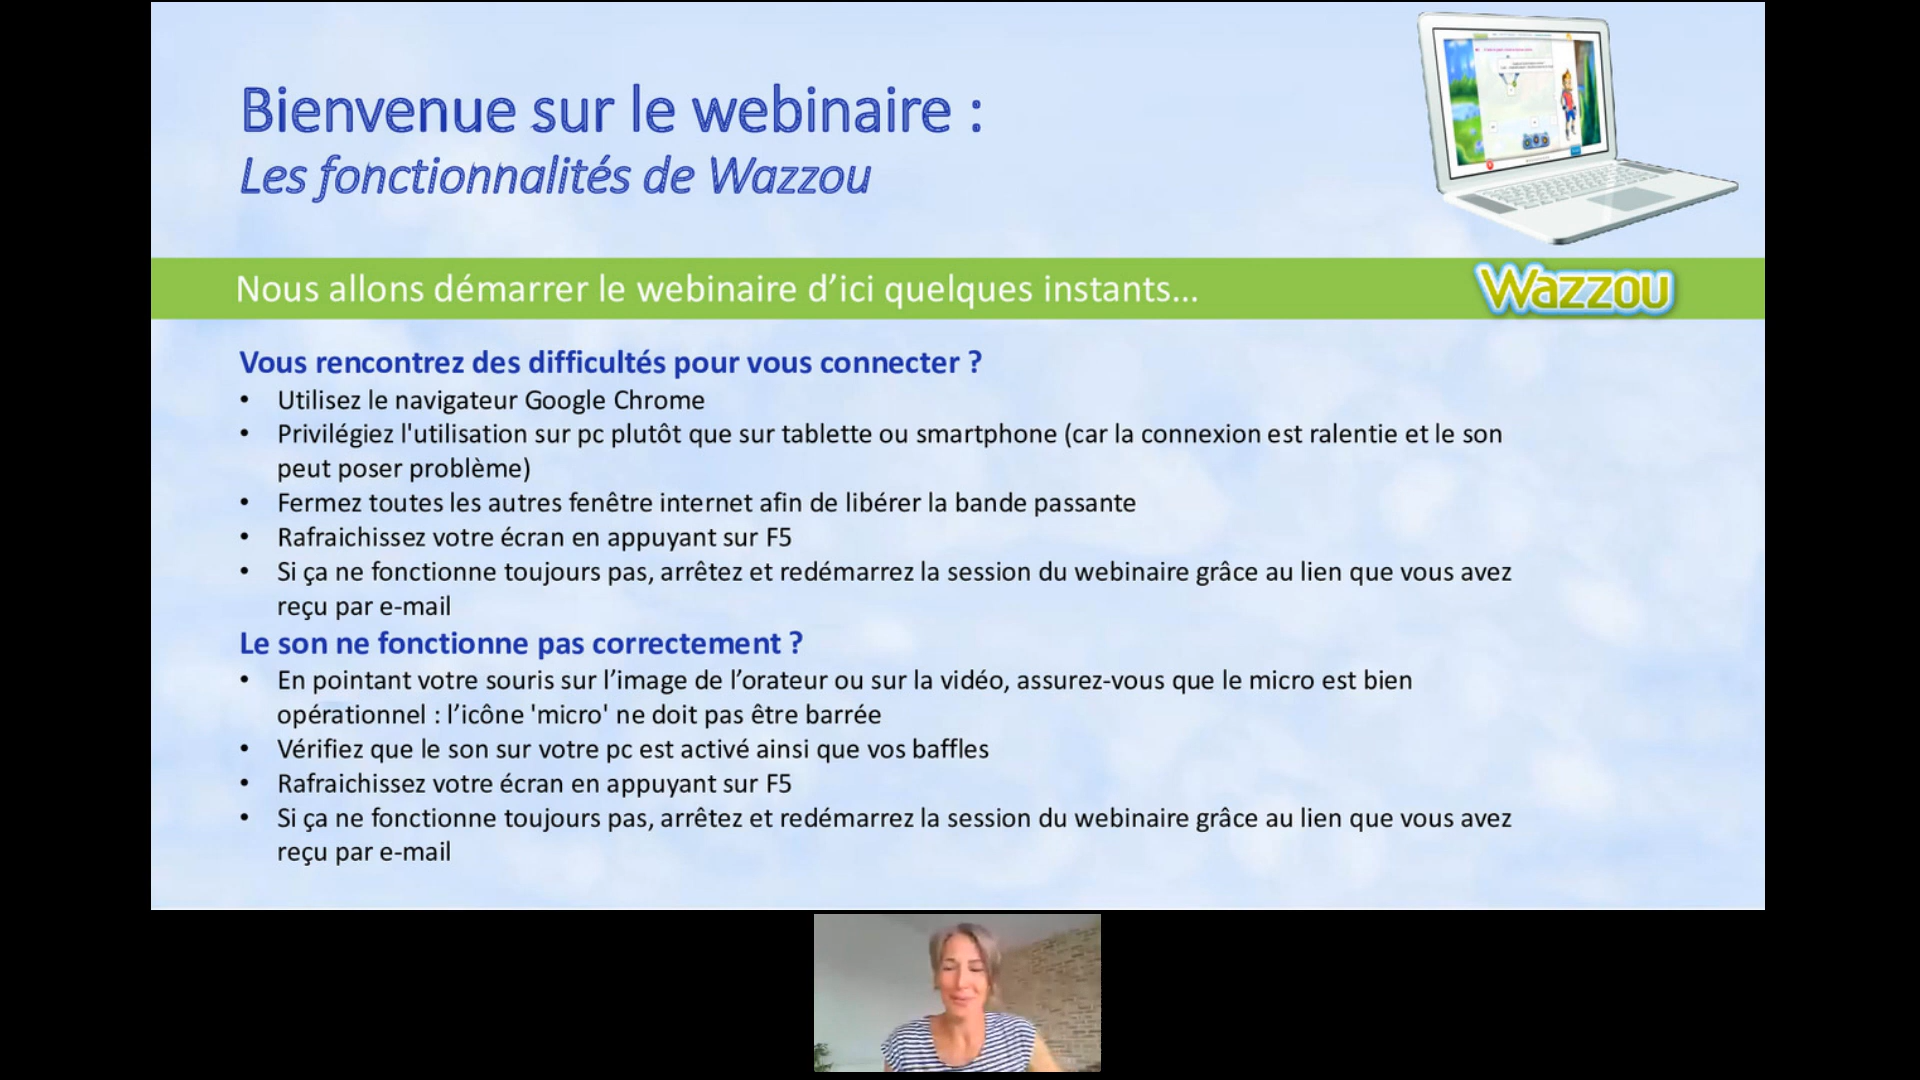 Bienvenue sur le webinaire :
Les fonctionnalités de Wazzou
Nous allons démarrer le webinaire d’ici quelques instants...
Wazzou
Vous rencontrez des difficultés pour vous connecter ?
• Utilisez le navigateur Google Chrome
• Privilégiez l'utilisation sur pc plutôt que sur tablette ou smartphone (car la connexion est ralentie et le son
peut poser problème)
• Fermez toutes les autres fenêtre internet afin de libérer la bande passante
• Rafraichissez votre écran en appuyant sur F5
• Si ça ne fonctionne toujours pas, arrêtez et redémarrez la session du webinaire grâce au lien que vous avez
reçu par e-mail
Le son ne fonctionne pas correctement ?
• En pointant votre souris sur l’image de l’orateur ou sur la vidéo, assurez-vous que le micro est bien
opérationnel : l’icône 'micro' ne doit pas être barrée
• Vérifiez que le son sur votre pc est activé ainsi que vos baffles
• Rafraichissez votre écran en appuyant sur F5
• Si ça ne fonctionne toujours pas, arrêtez et redémarrez la session du webinaire grâce au lien que vous avez
reçu par e-mail